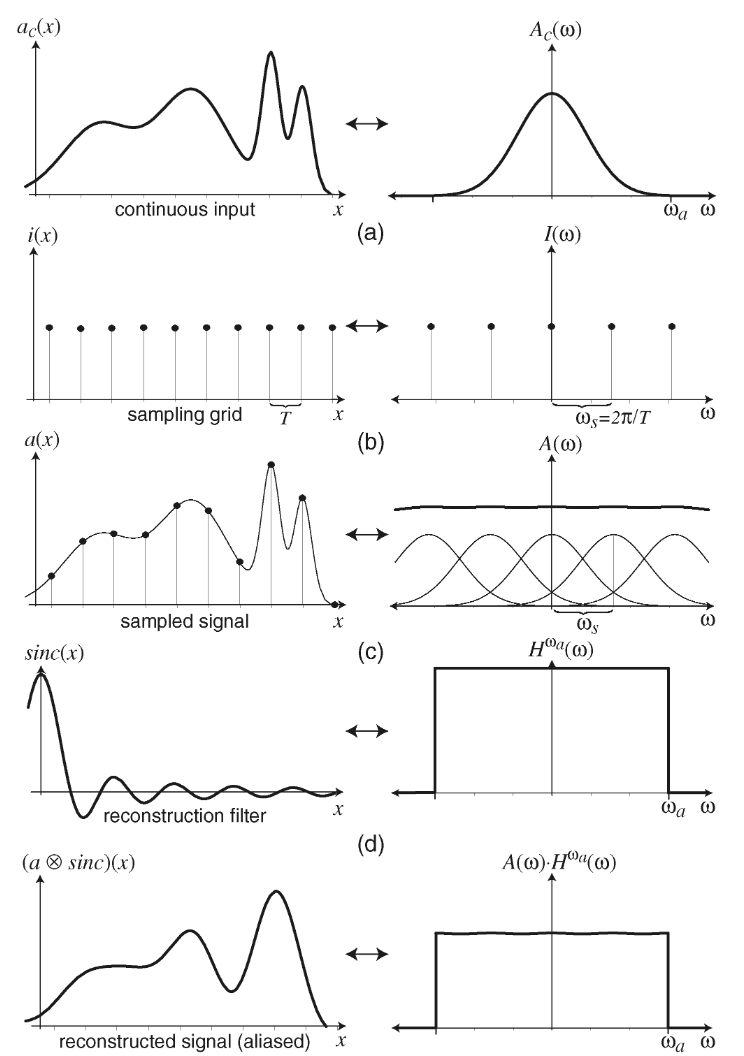 a_c(x)
A_c(ω)
continuous input
x
ω_a
ω
(a)
i(x)
I(ω)
sampling grid
T
x
ω_s=2π/T
ω
(b)
a(x)
A(ω)
sampled signal
x
ω_s
ω
(c)
sinc(x)
H^ω_a(ω)
reconstruction filter
x
ω_a
ω
(d)
(a ⊗ sinc)(x)
A(ω)·H^ω_a(ω)
reconstructed signal (aliased)
x
ω_a
ω